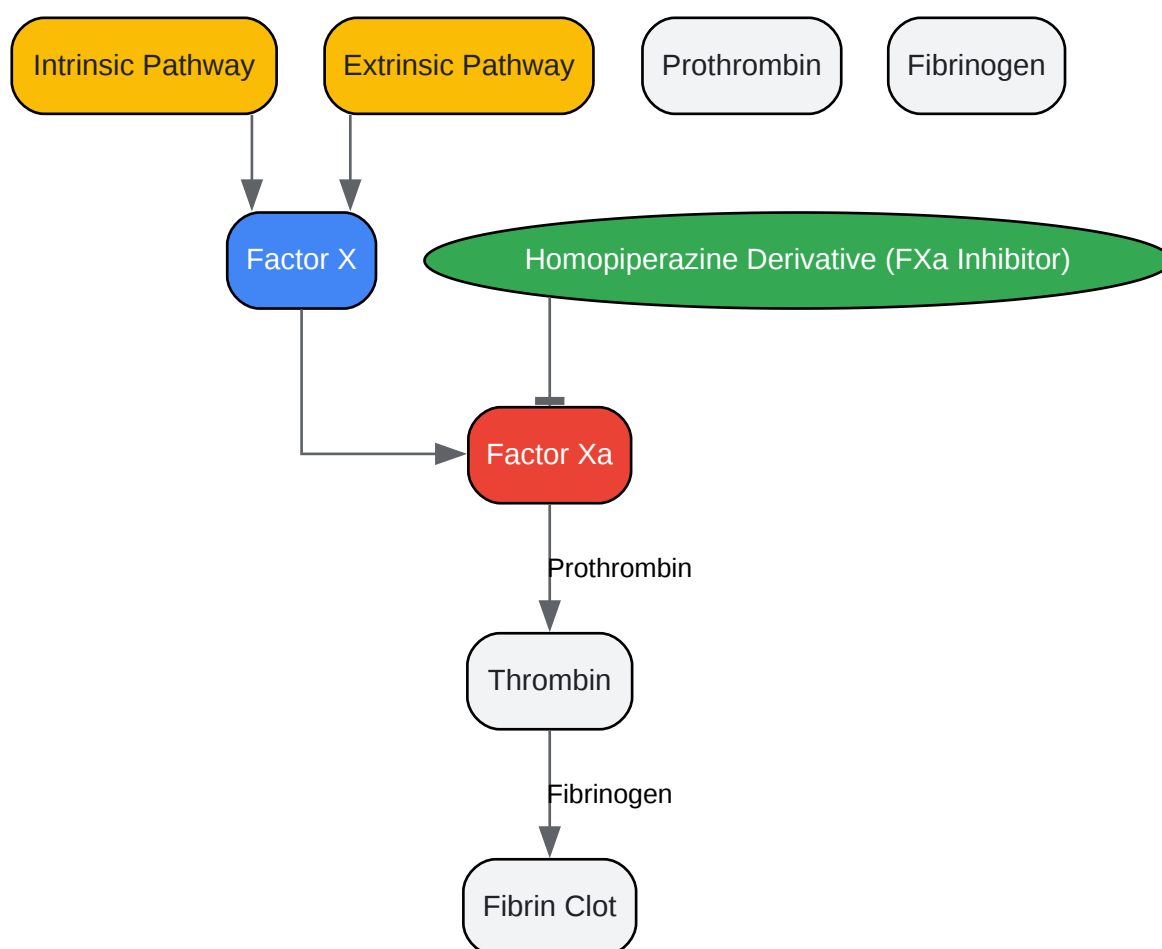 Intrinsic Pathway
Extrinsic Pathway
Prothrombin
Fibrinogen
Factor X
Homopiperazine Derivative (FXa Inhibitor)
Factor Xa
Prothrombin
Thrombin
Fibrinogen
Fibrin Clot